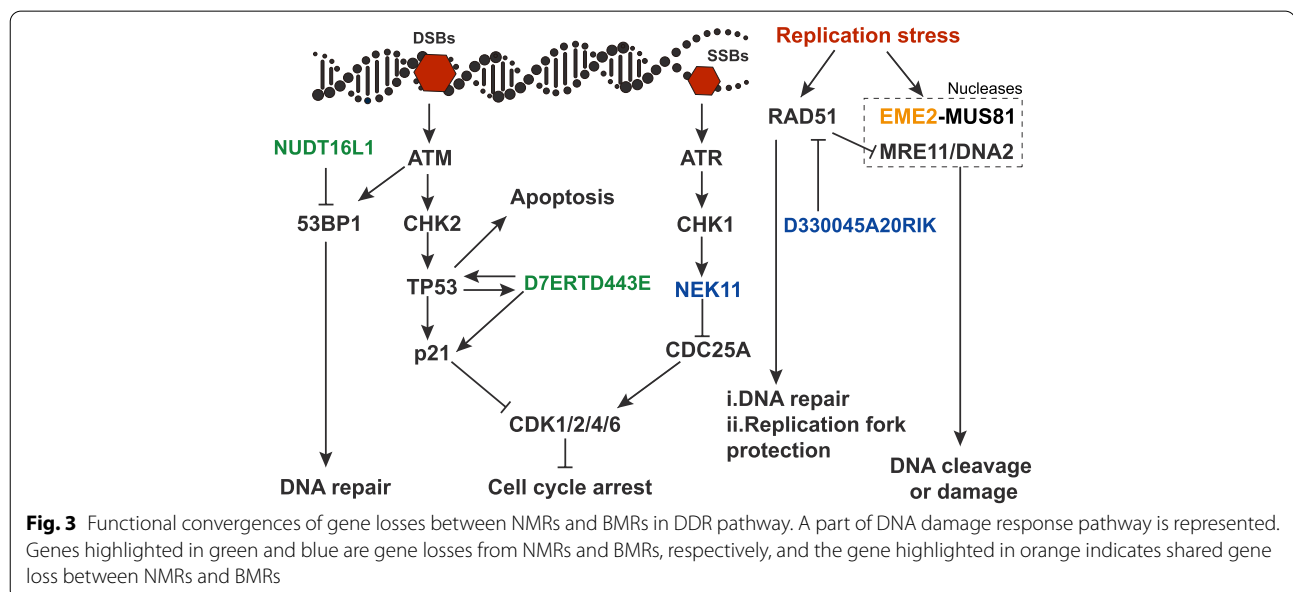 DSBs
SSBs
Replication stress
Nucleases
NUDT16L1
ATM
ATR
RAD51
EME2-MUS81
MRE11/DNA2
53BP1
CHK2
Apoptosis
CHK1
D330045A20RIK
TP53
D7ERTD443E
NEK11
p21
CDC25A
CDK1/2/4/6
i.DNA repair
ii.Replication fork
protection
DNA repair
Cell cycle arrest
DNA cleavage
or damage
Fig. 3 Functional convergences of gene losses between NMRs and BMRs in DDR pathway. A part of DNA damage response pathway is represented.
Genes highlighted in green and blue are gene losses from NMRs and BMRs, respectively, and the gene highlighted in orange indicates shared gene
loss between NMRs and BMRs